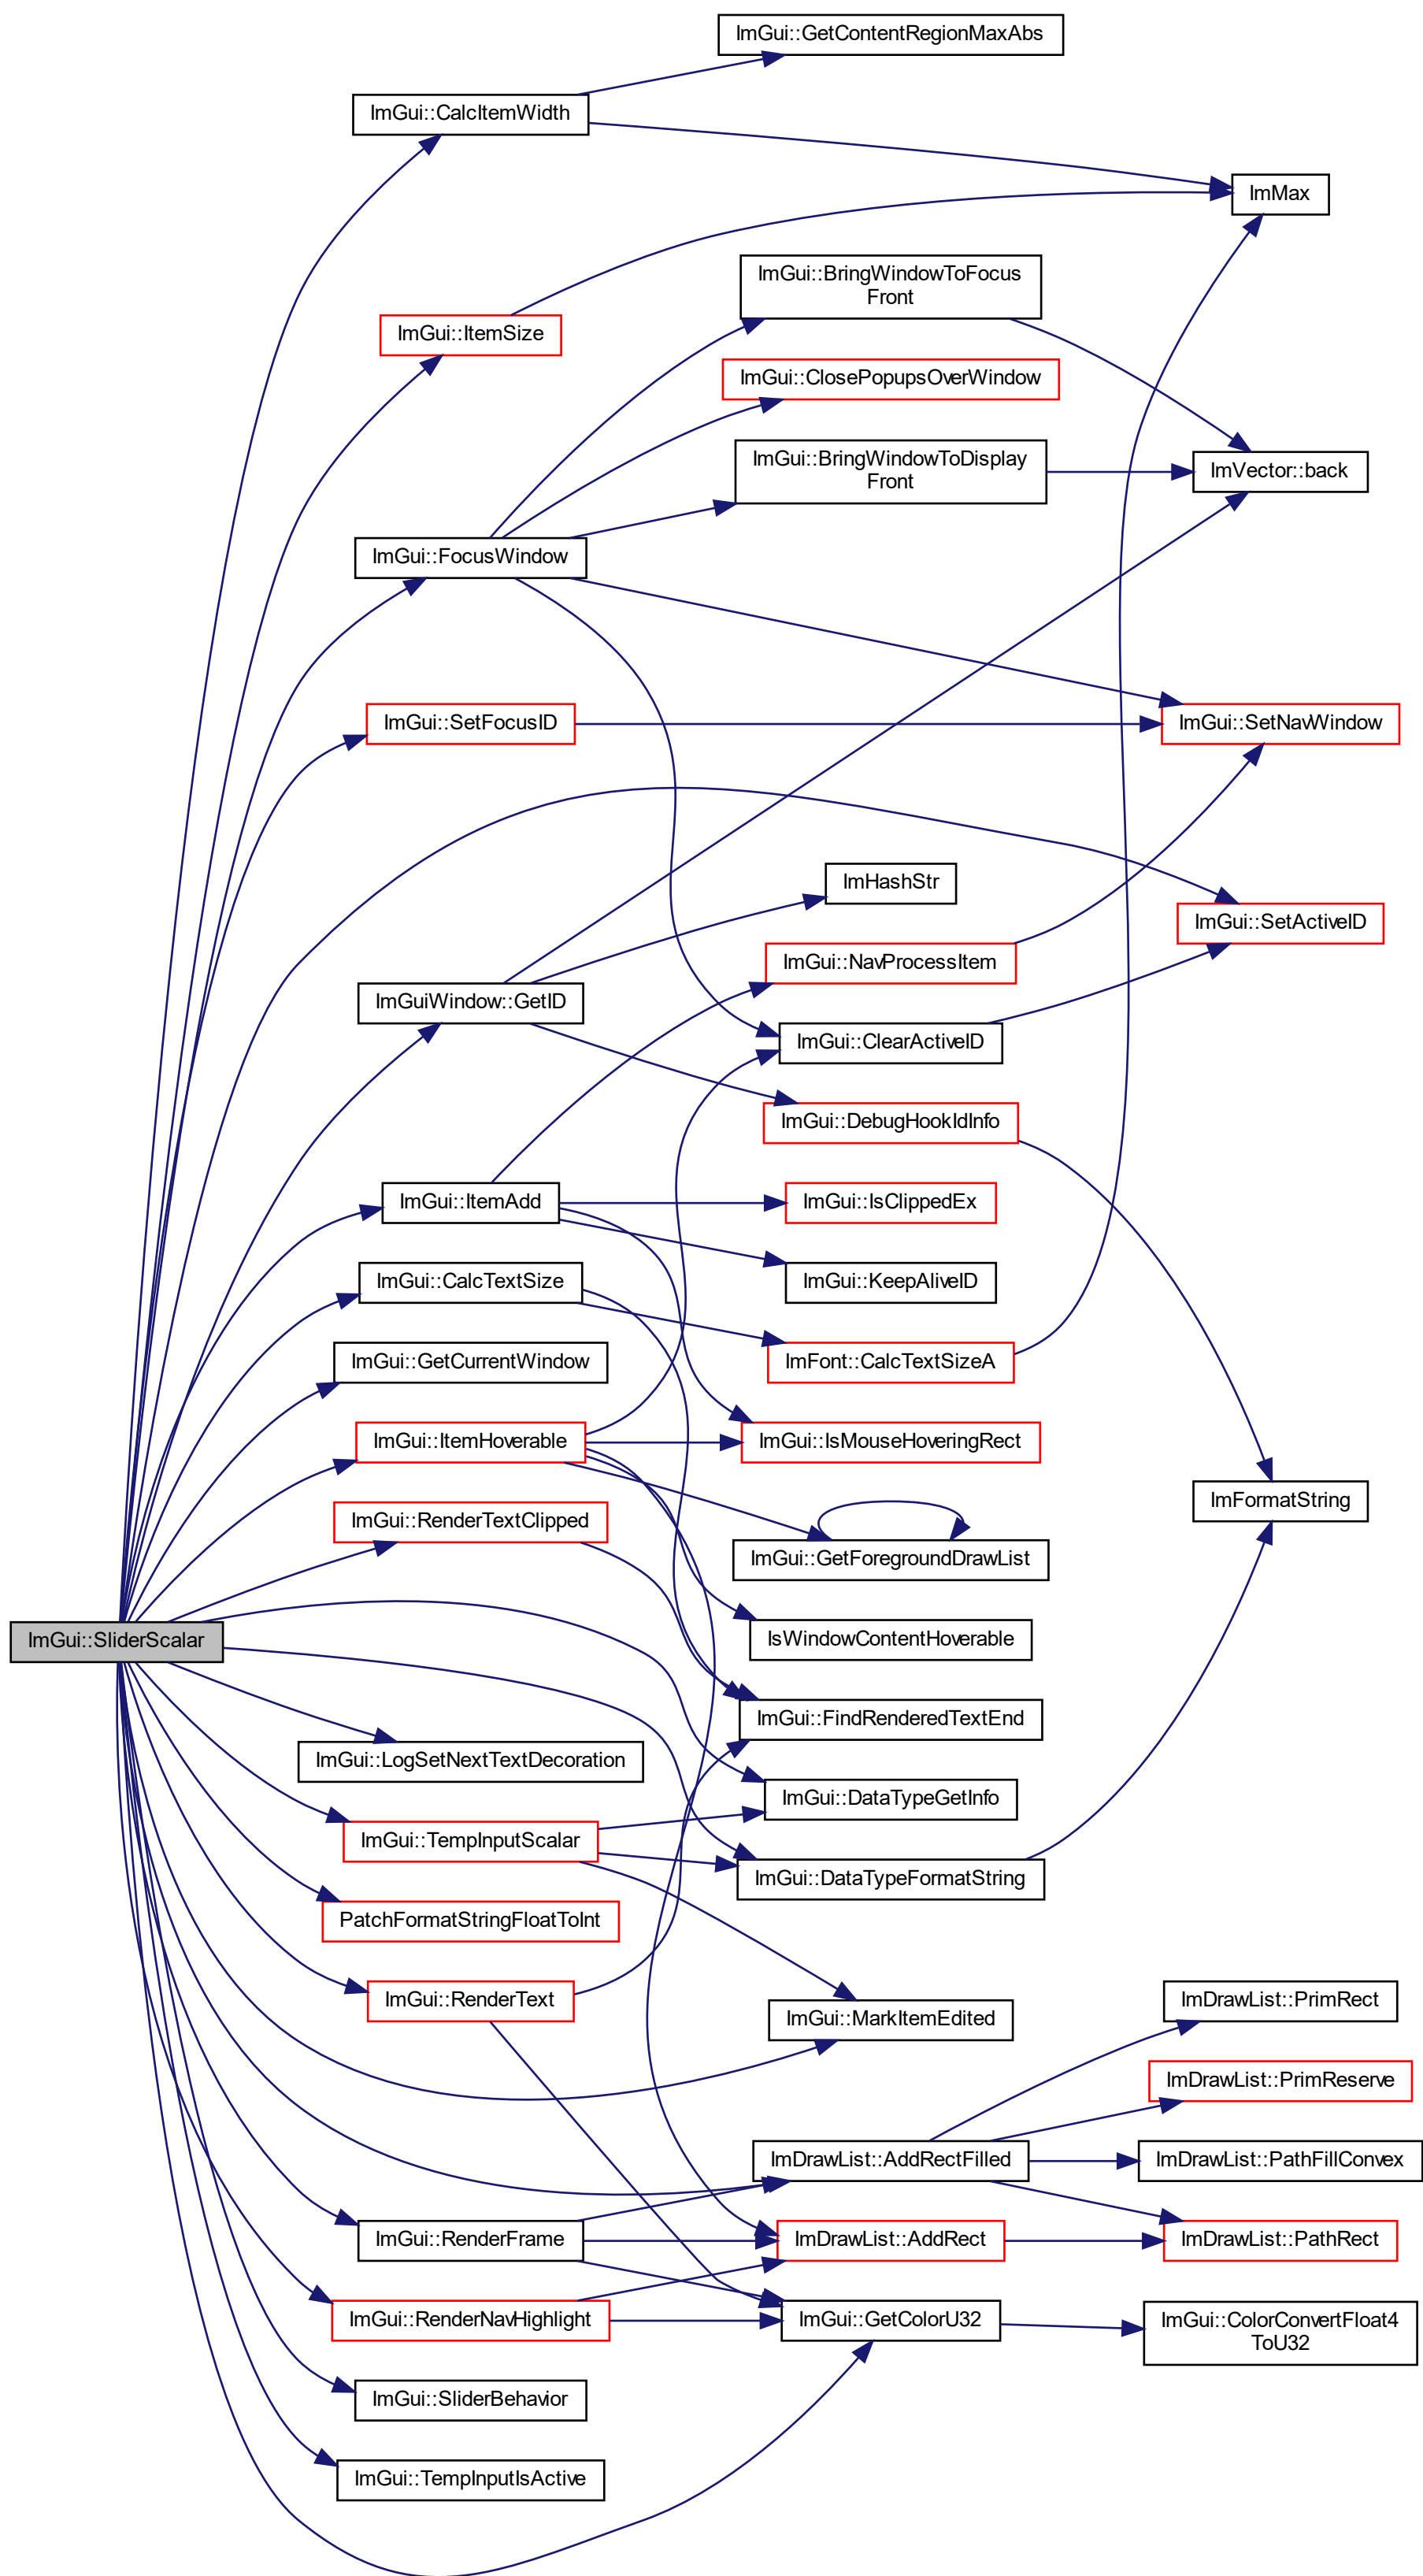 ImGui::GetContentRegionMaxAbs
ImGui::CalcItemWidth
ImMax
ImGui::BringWindowToFocus
Front
ImGui::ItemSize
ImGui::ClosePopupsOverWindow
ImGui::BringWindowToDisplay
Front
ImVector::back
ImGui::FocusWindow
ImGui::SetFocusID
ImGui::SetNavWindow
ImHashStr
ImGui::SetActiveID
ImGui::NavProcessItem
ImGuiWindow::GetID
ImGui::ClearActiveID
ImGui::DebugHookIdInfo
ImGui::ItemAdd
ImGui::IsClippedEx
ImGui::CalcTextSize
ImGui::KeepAliveID
ImGui::GetCurrentWindow
ImFont::CalcTextSizeA
ImGui::ItemHoverable
ImGui::IsMouseHoveringRect
ImFormatString
ImGui::RenderTextClipped
ImGui::GetForegroundDrawList
ImGui::SliderScalar
IsWindowContentHoverable
ImGui::FindRenderedTextEnd
ImGui::LogSetNextTextDecoration
ImGui::DataTypeGetInfo
ImGui::TempInputScalar
ImGui::DataTypeFormatString
PatchFormatStringFloatToInt
ImGui::RenderText
ImDrawList::PrimRect
ImGui::MarkItemEdited
ImDrawList::PrimReserve
ImDrawList::AddRectFilled
ImDrawList::PathFillConvex
ImGui::RenderFrame
ImDrawList::AddRect
ImDrawList::PathRect
ImGui::RenderNavHighlight
ImGui::GetColorU32
ImGui::ColorConvertFloat4
ToU32
ImGui::SliderBehavior
ImGui::TempInputIsActive